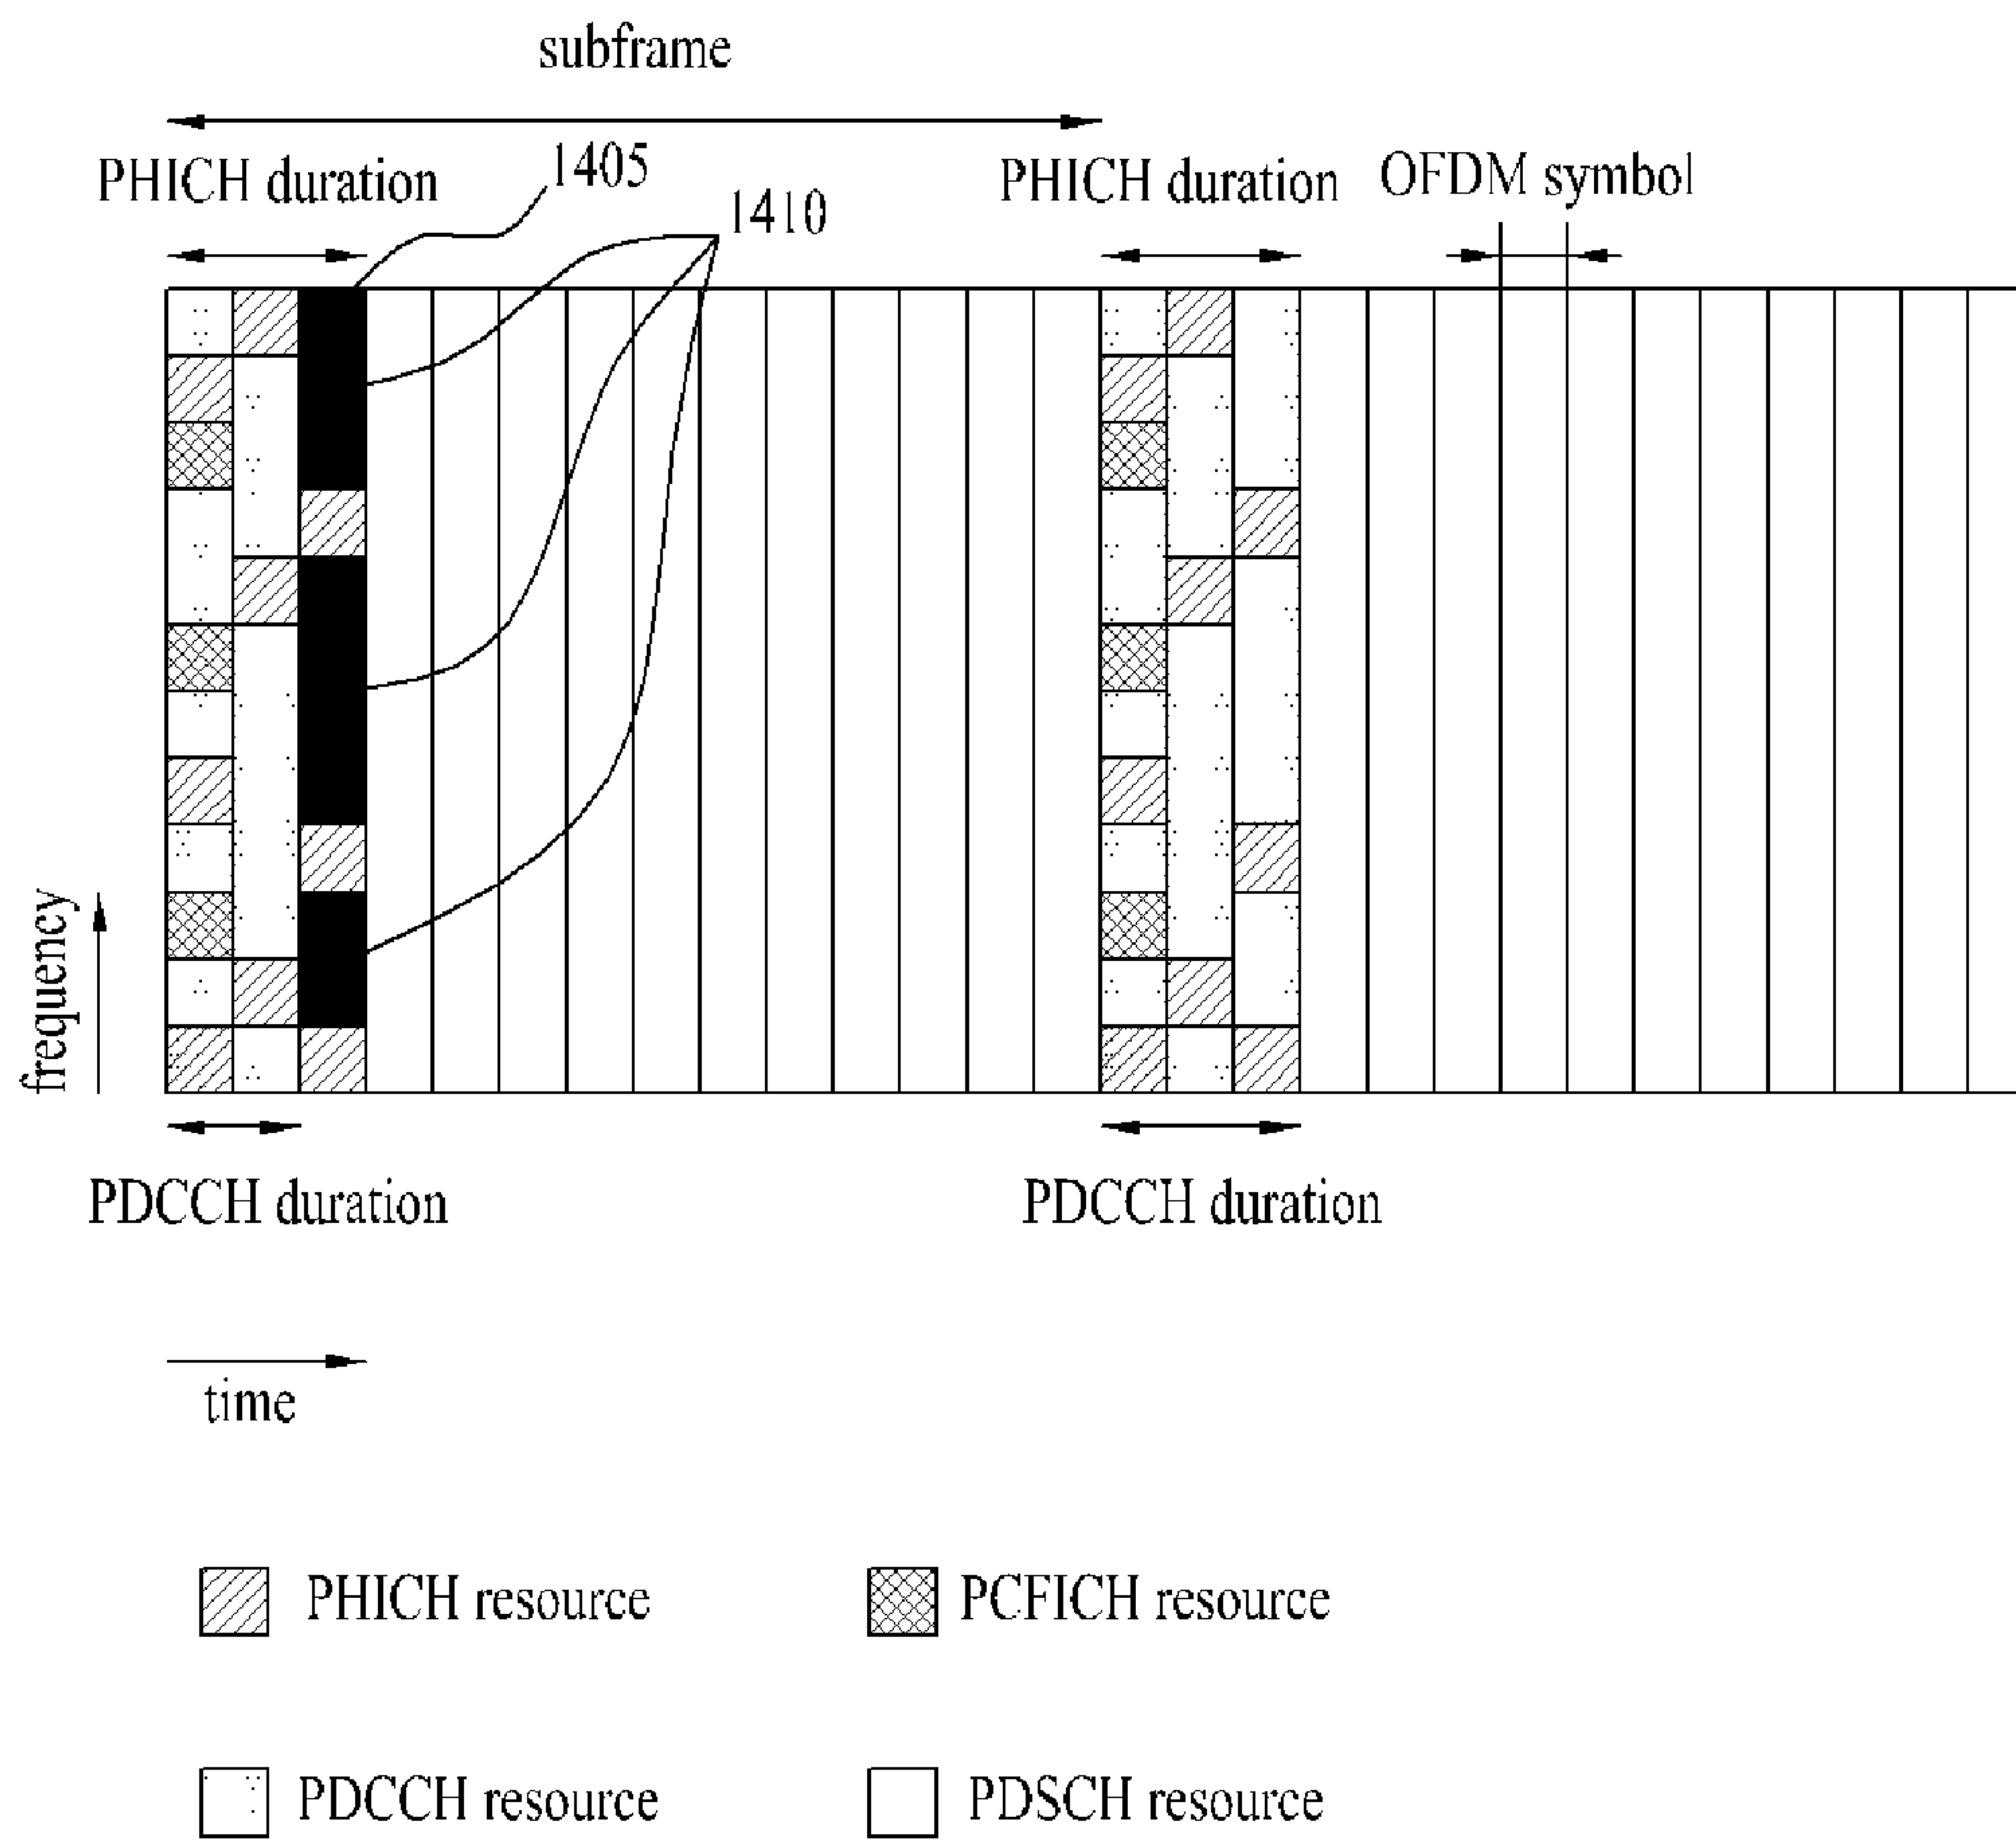 subframe
PHICH duration
1405
1410
PHICH duration
OFDM symbol
frequency
PDCCH duration
PDCCH duration
time
PHICH resource
PCFICH resource
PDCCH resource
PDSCH resource